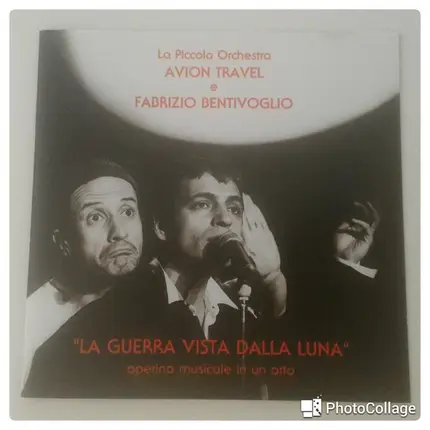 La Piccola Orchestra
AVION TRAVEL
e
FABRIZIO BENTIVOGLIO
"LA GUERRA VISTA DALLA LUNA"
operina musicale in un atto
PhotoCollage